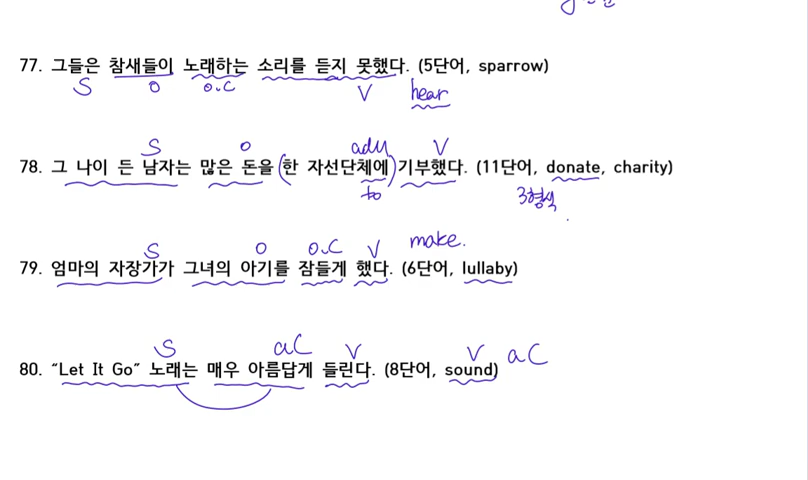 77. 그들은 참새들이 노래하는 소리를 듣지 못했다. (5단어, sparrow)
S O O.C V hear
S O adv V
78. 그 나이 든 남자는 많은 돈을 (한 자선단체에) 기부했다. (11단어, donate, charity)
to 3형식
S O O.C V make.
79. 엄마의 자장가가 그녀의 아기를 잠들게 했다. (6단어, lullaby)
S aC V V aC
80. “Let It Go” 노래는 매우 아름답게 들린다. (8단어, sound)